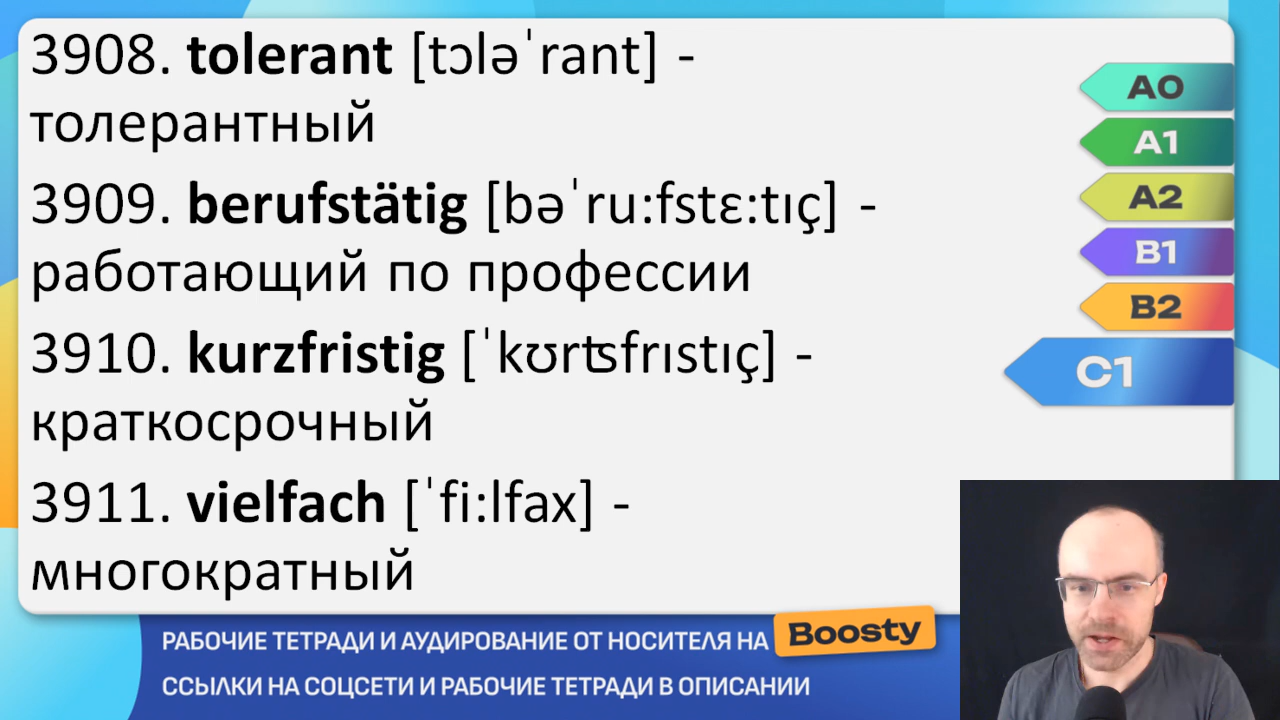 3908. tolerant [tɔləˈrant] -
толерантный
3909. berufstätig [bəˈru:fstɛ:tıç] -
работающий по профессии
3910. kurzfristig [ˈkʊrʦfrıstıç] -
краткосрочный
3911. vielfach [ˈfi:lfax] -
многократный
A0
A1
A2
B1
B2
C1
РАБОЧИЕ ТЕТРАДИ И АУДИРОВАНИЕ ОТ НОСИТЕЛЯ НА Boosty
ССЫЛКИ НА СОЦСЕТИ И РАБОЧИЕ ТЕТРАДИ В ОПИСАНИИ